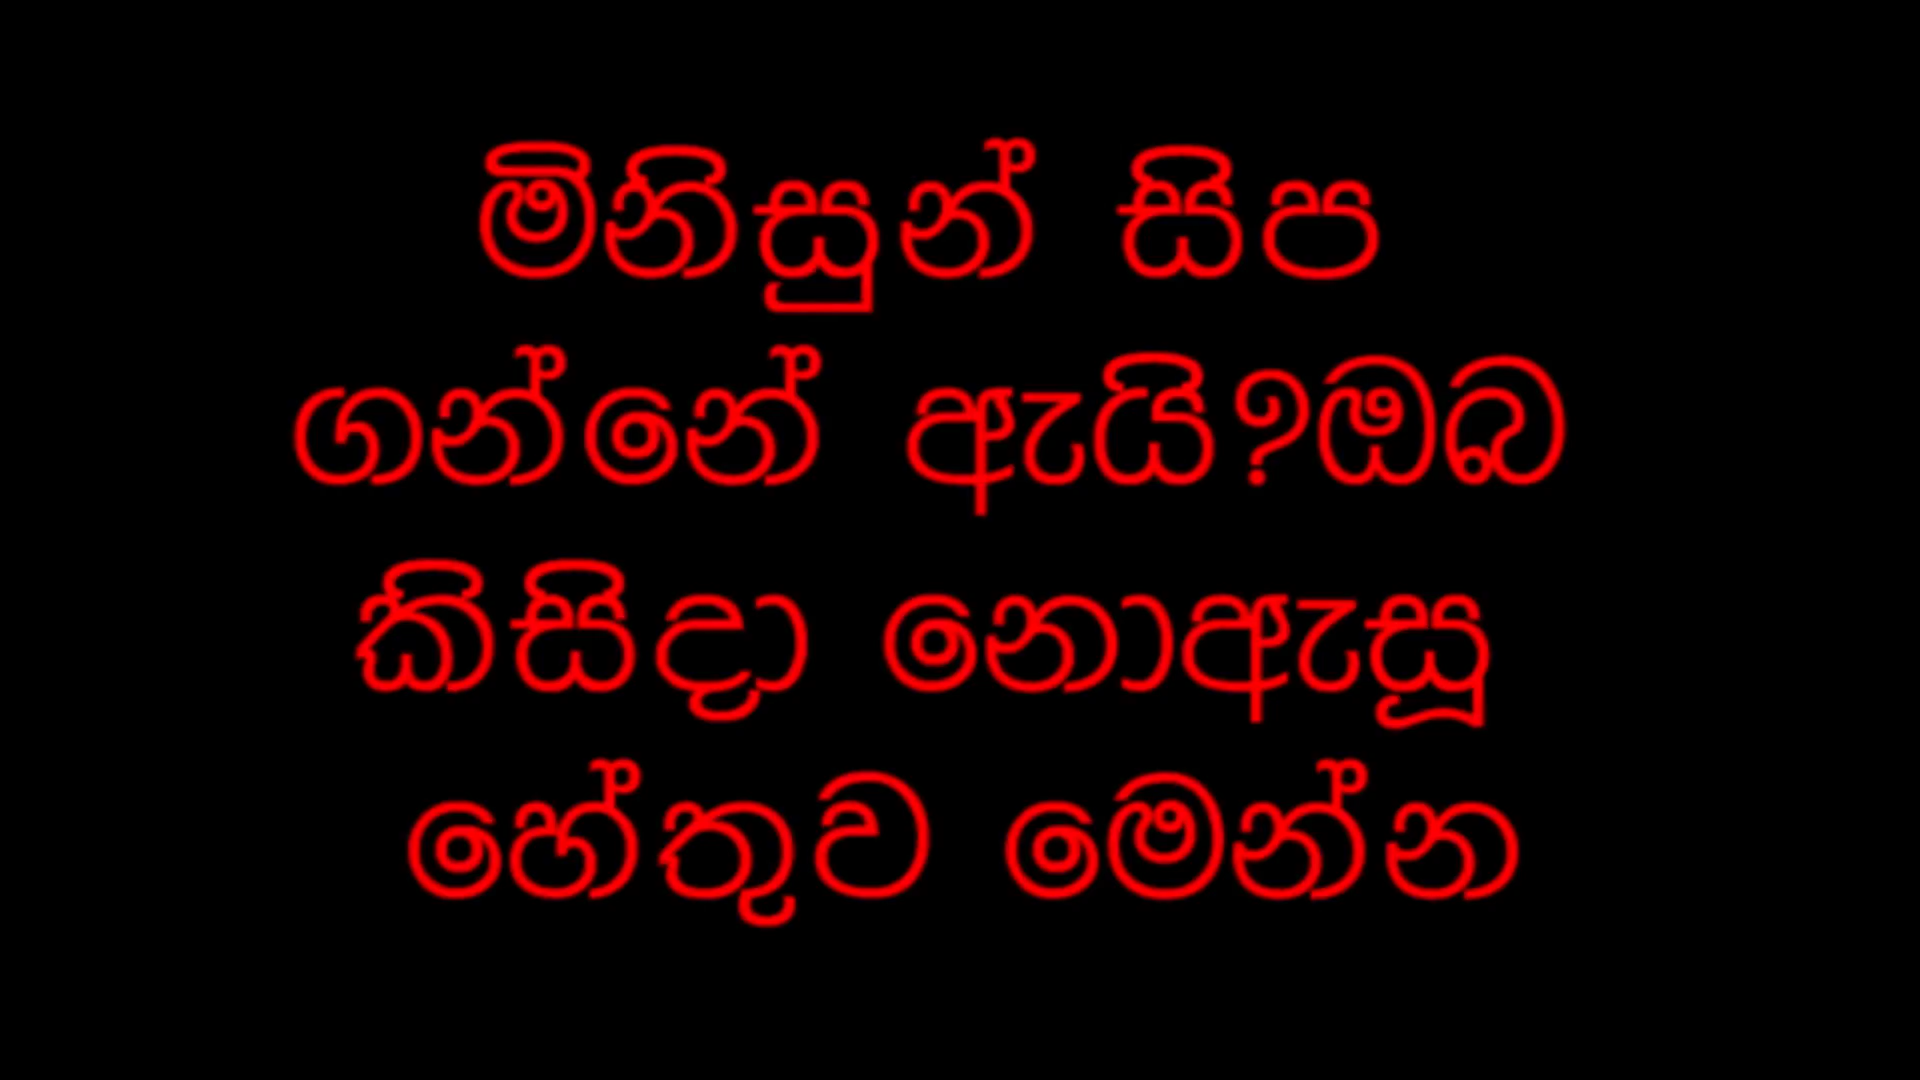 මිනිසුන් සිප
ගන්නේ ඇයි?ඔබ
කිසිදා නොඇසූ
හේතුව මෙන්න